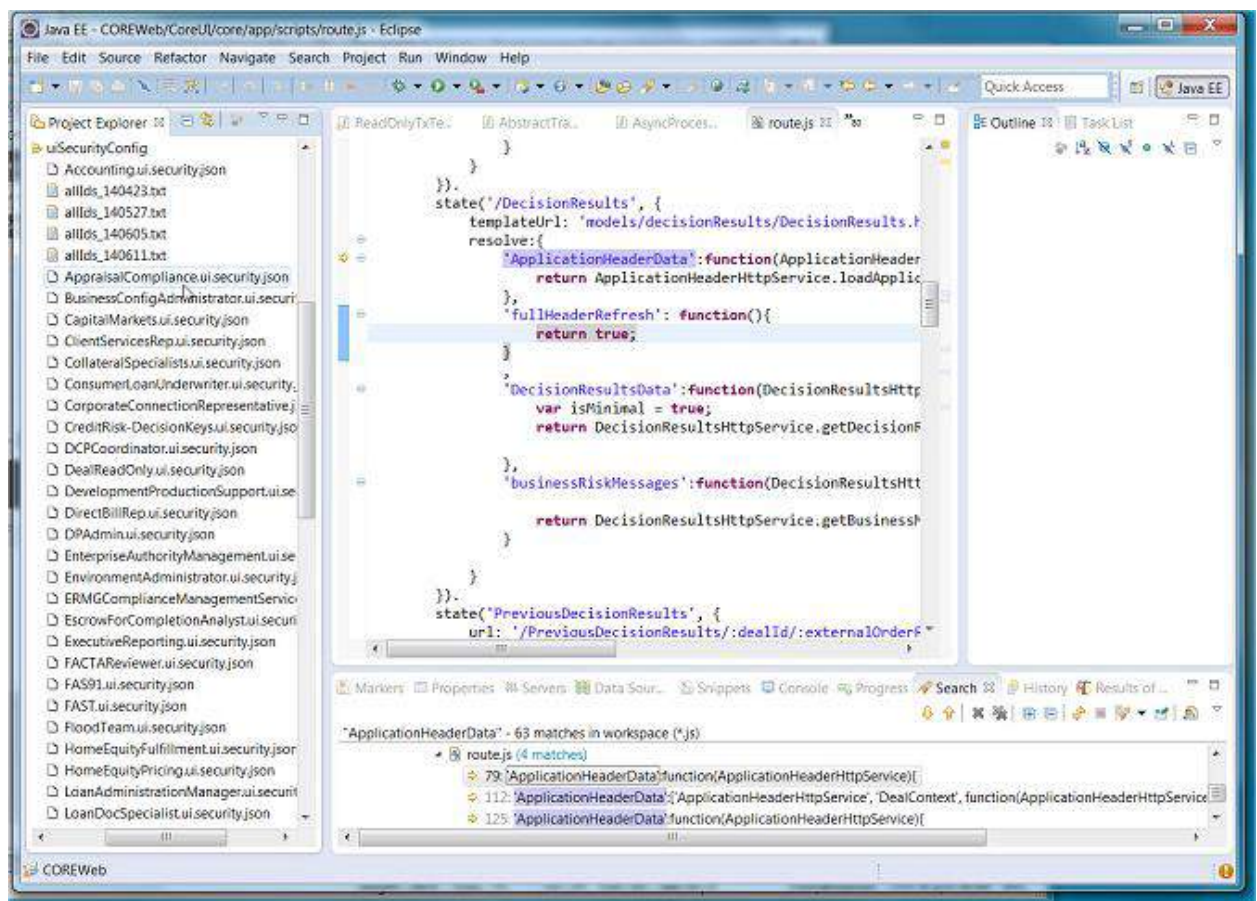 Java EE - COREWeb/CoreUI/core/app/scripts/route.js - Eclipse
File Edit Source Refactor Navigate Search Project Run Window Help
Quick Access
Java EE
Project Explorer
uiSecurityConfig
Accounting.ui.security.json
allIds_140423.txt
allIds_140527.txt
allIds_140605.txt
allIds_140611.txt
AppraisalCompliance.ui.security.json
BusinessConfigAdministrator.ui.securit
CapitalMarkets.ui.security.json
ClientServicesRep.ui.security.json
CollateralSpecialists.ui.security.json
ConsumerLoanUnderwriter.ui.security.
CorporateConnectionRepresentative.j
CreditRisk-DecisionKeys.ui.security.jso
DCPCoordinator.ui.security.json
DealReadOnly.ui.security.json
DevelopmentProductionSupport.ui.se
DirectBillRep.ui.security.json
DPAdmin.ui.security.json
EnterpriseAuthorityManagement.ui.se
EnvironmentAdministrator.ui.security.j
ERMGComplianceManagementService
EscrowForCompletionAnalyst.ui.securi
ExecutiveReporting.ui.security.json
FACTAReviewer.ui.security.json
FAS91.ui.security.json
FAST.ui.security.json
FloodTeam.ui.security.json
HomeEquityFulfillment.ui.security.jsor
HomeEquityPricing.ui.security.json
LoanAdministrationManager.ui.securit
LoanDocSpecialist.ui.security.json
ReadOnlyTxTe... AbstractTra... AsyncProces... route.js
}
}
}).
state('/DecisionResults', {
templateUrl: 'models/decisionResults/DecisionResults.h
resolve:{
'ApplicationHeaderData':function(ApplicationHeader
return ApplicationHeaderHttpService.loadApplic
},
'fullHeaderRefresh': function(){
return true;
}
,
'DecisionResultsData':function(DecisionResultsHttp
var isMinimal = true;
return DecisionResultsHttpService.getDecisionR
},
'businessRiskMessages':function(DecisionResultsHtt
return DecisionResultsHttpService.getBusinessM
}
}
}).
state('PreviousDecisionResults', {
url: '/PreviousDecisionResults/:dealId/:externalOrderR
Outline Task List
Markers Properties Servers Data Sour... Snippets Console Progress Search History Results of ...
"ApplicationHeaderData" - 63 matches in workspace (*.js)
route.js (4 matches)
79: 'ApplicationHeaderData':function(ApplicationHeaderHttpService){
112: 'ApplicationHeaderData':['ApplicationHeaderHttpService', 'DealContext', function(ApplicationHeaderHttpService
125: 'ApplicationHeaderData':function(ApplicationHeaderHttpService){
COREWeb